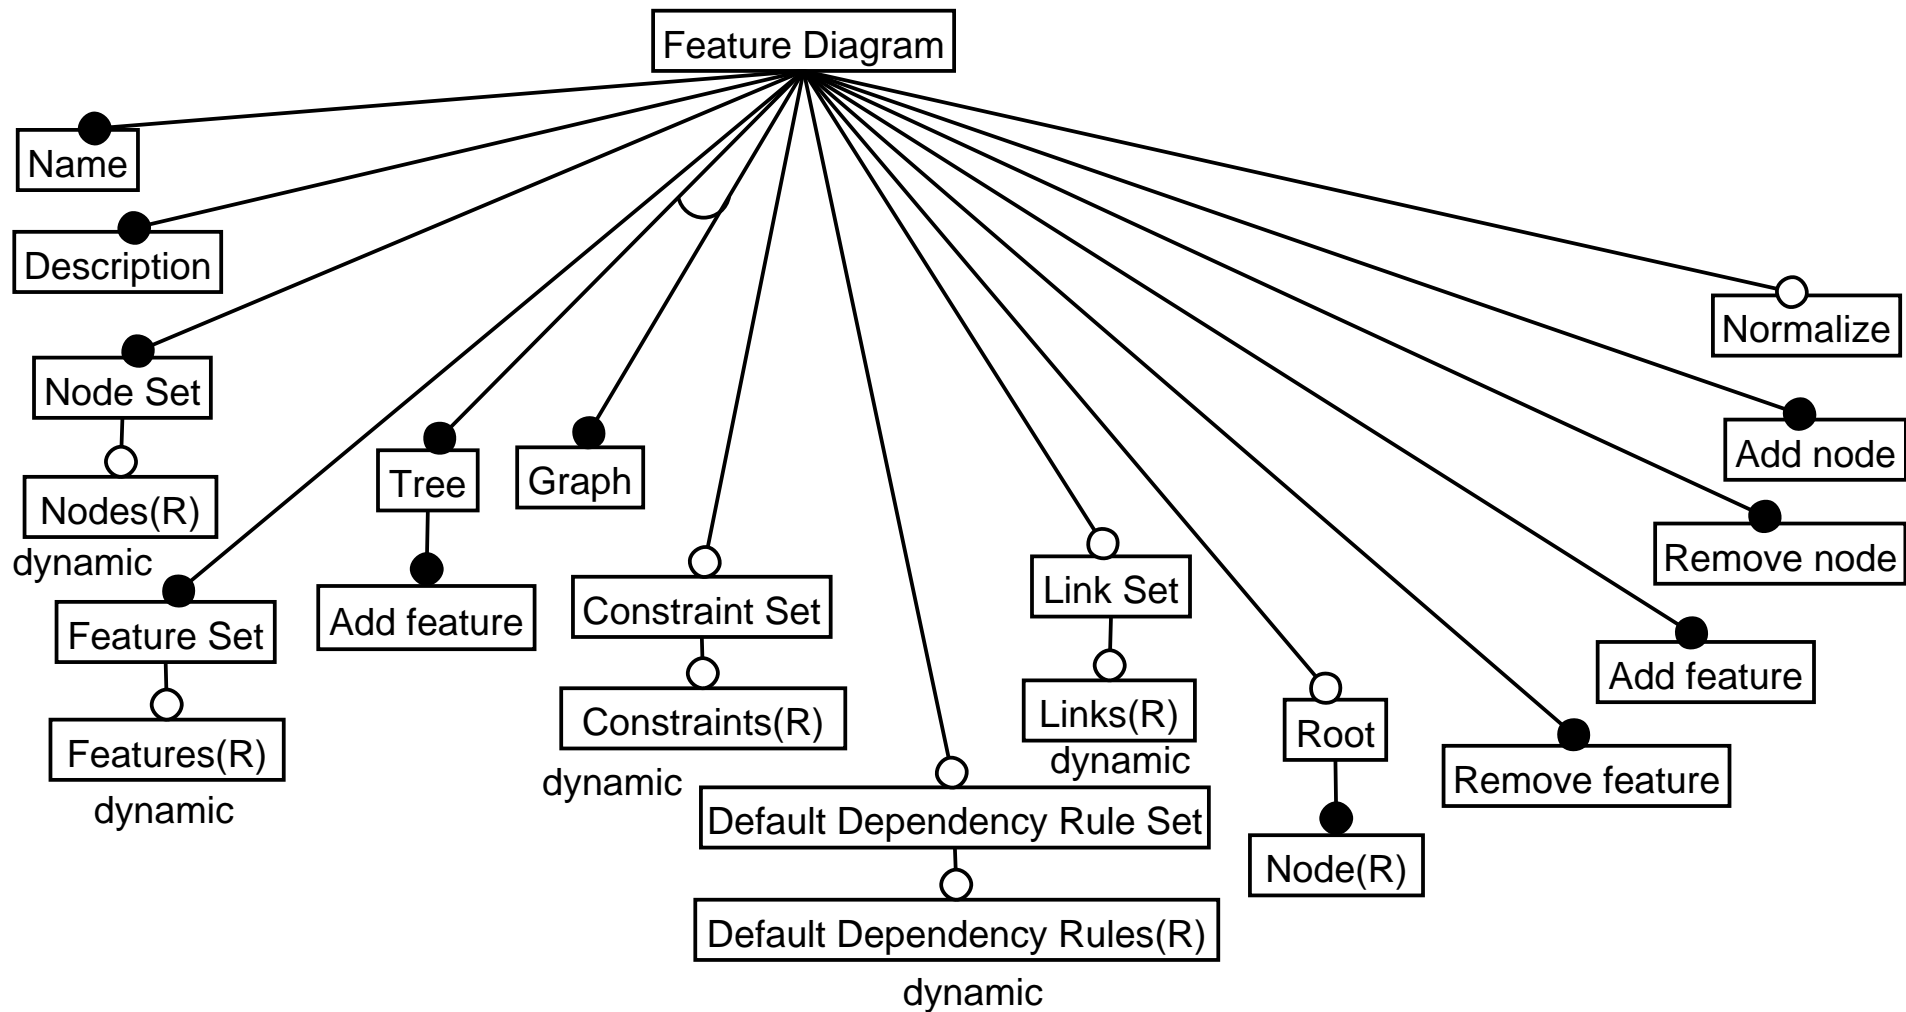 Feature Diagram
Name
Description
Node Set
Nodes(R)
dynamic
Feature Set
Features(R)
dynamic
Tree
Add feature
Graph
Constraint Set
Constraints(R)
dynamic
Default Dependency Rule Set
Default Dependency Rules(R)
dynamic
Link Set
Links(R)
dynamic
Root
Node(R)
Remove feature
Add feature
Remove node
Add node
Normalize